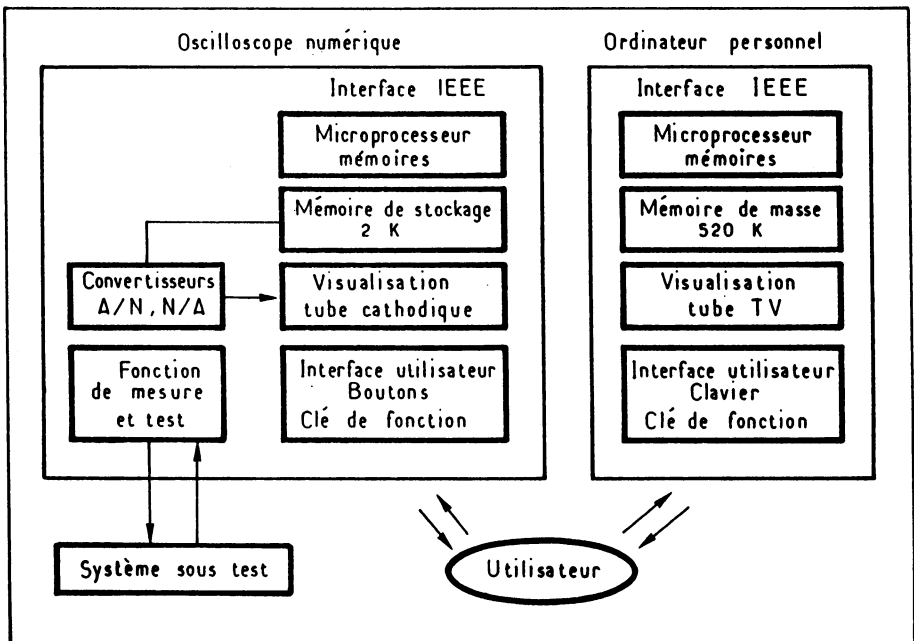 Oscilloscope numérique
Interface IEEE
Microprocesseur
mémoires
Mémoire de stockage
2 K
Convertisseurs
A/N, N/A
Visualisation
tube cathodique
Fonction
de mesure
et test
Interface utilisateur
Boutons
Clé de fonction
Ordinateur personnel
Interface IEEE
Microprocesseur
mémoires
Mémoire de masse
520 K
Visualisation
tube TV
Interface utilisateur
Clavier
Clé de fonction
Système sous test
Utilisateur